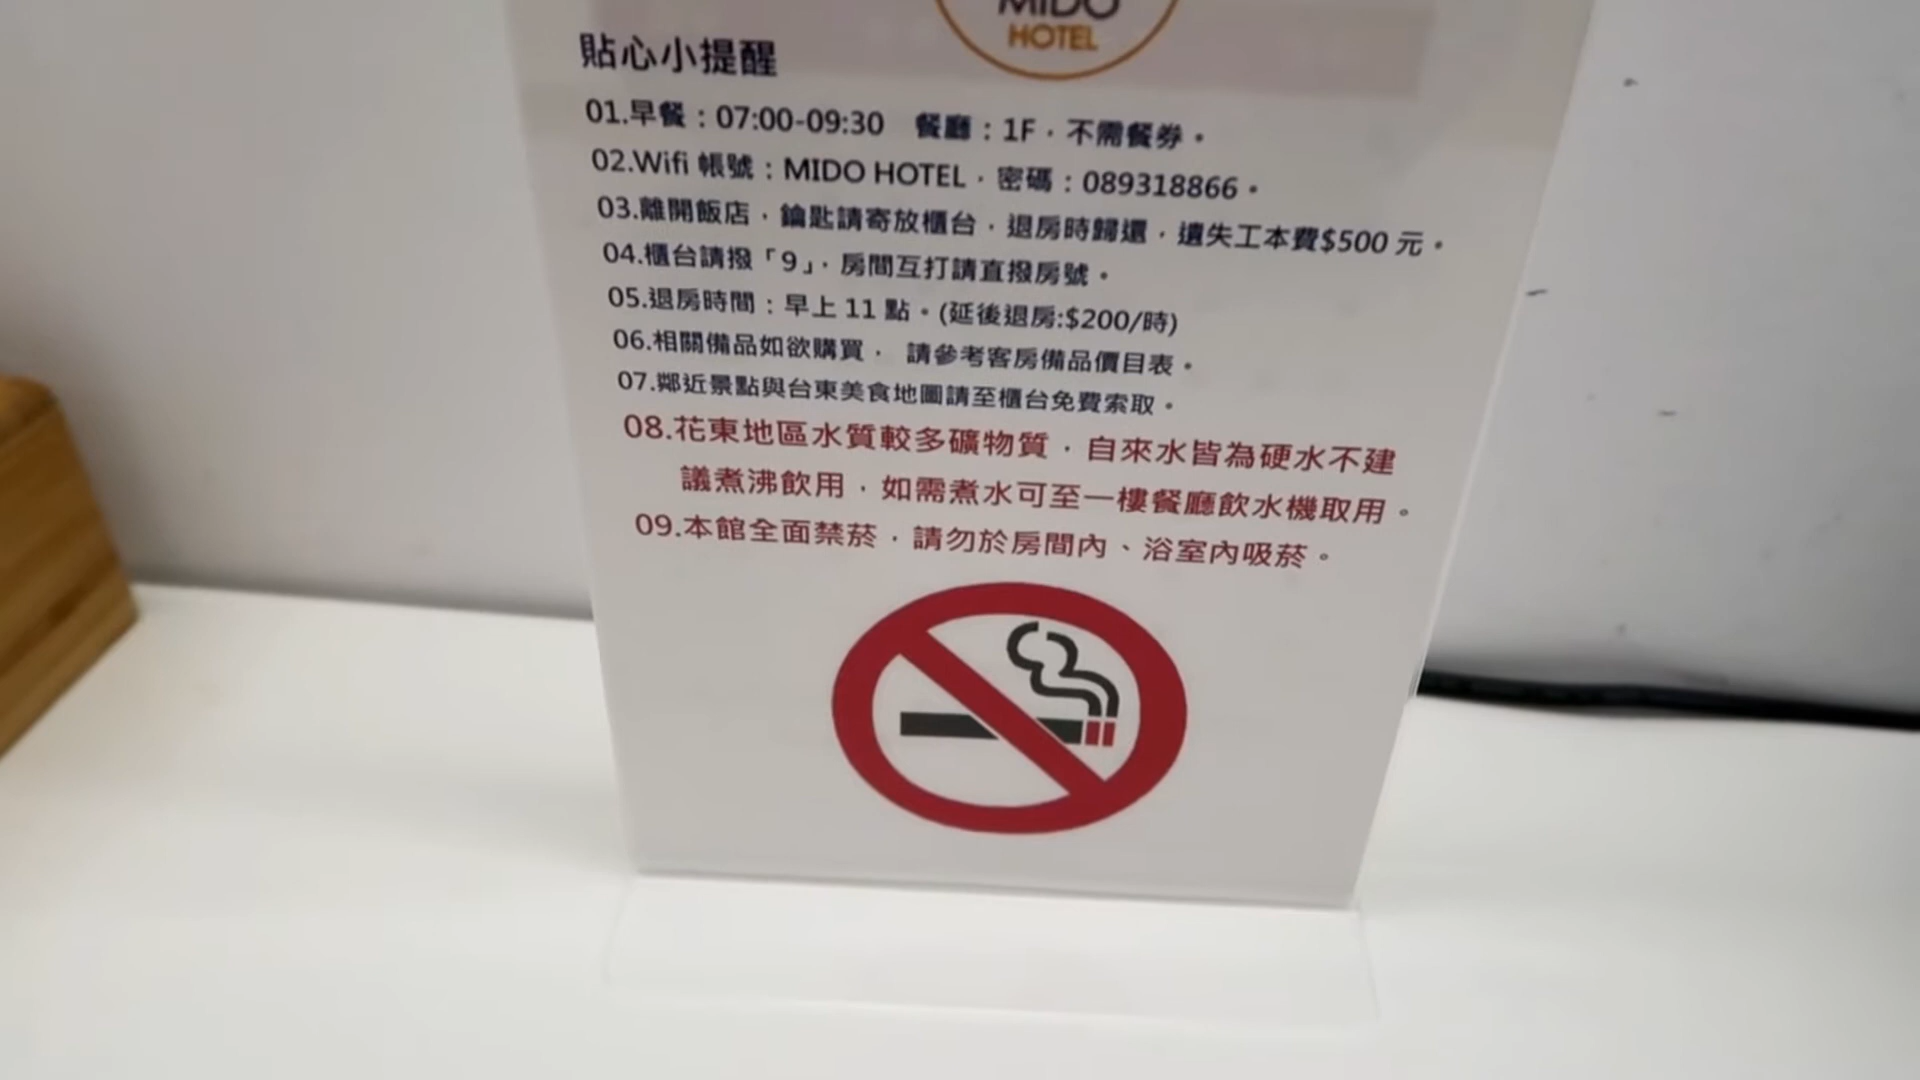 MIDO
HOTEL
貼心小提醒
01.早餐：07:00-09:30 餐廳：1F，不需餐券。
02.Wifi 帳號：MIDO HOTEL，密碼：089318866。
03.離開飯店，鑰匙請寄放櫃台，退房時歸還，遺失工本費$500 元。
04.櫃台請撥「9」，房間互打請直撥房號。
05.退房時間：早上 11 點。(延後退房:$200/時)
06.相關備品如欲購買， 請參考客房備品價目表。
07.鄰近景點與台東美食地圖請至櫃台免費索取。
08.花東地區水質較多礦物質，自來水皆為硬水不建
議煮沸飲用，如需煮水可至一樓餐廳飲水機取用。
09.本館全面禁菸，請勿於房間內、浴室內吸菸。